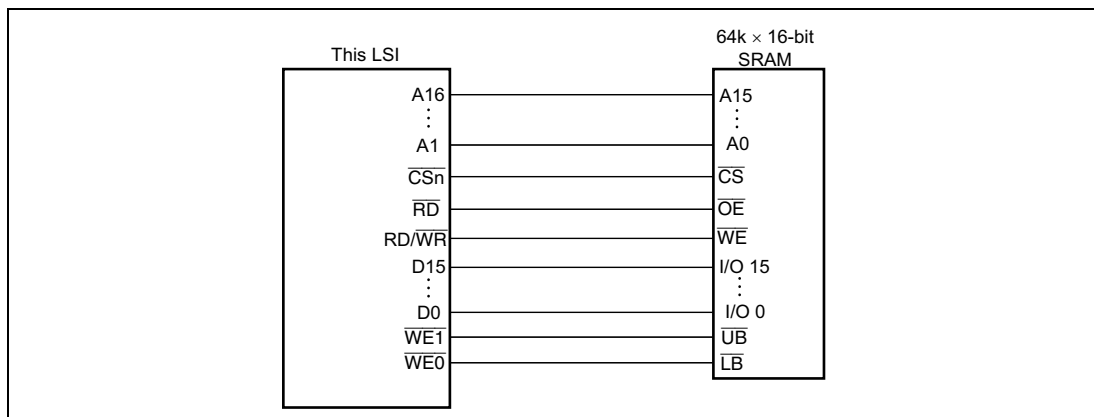 This LSI
64k × 16-bit
SRAM
A16
A15
A1
A0
CSn
CS
RD
OE
RD/WR
WE
D15
I/O 15
D0
I/O 0
WE1
UB
WE0
LB